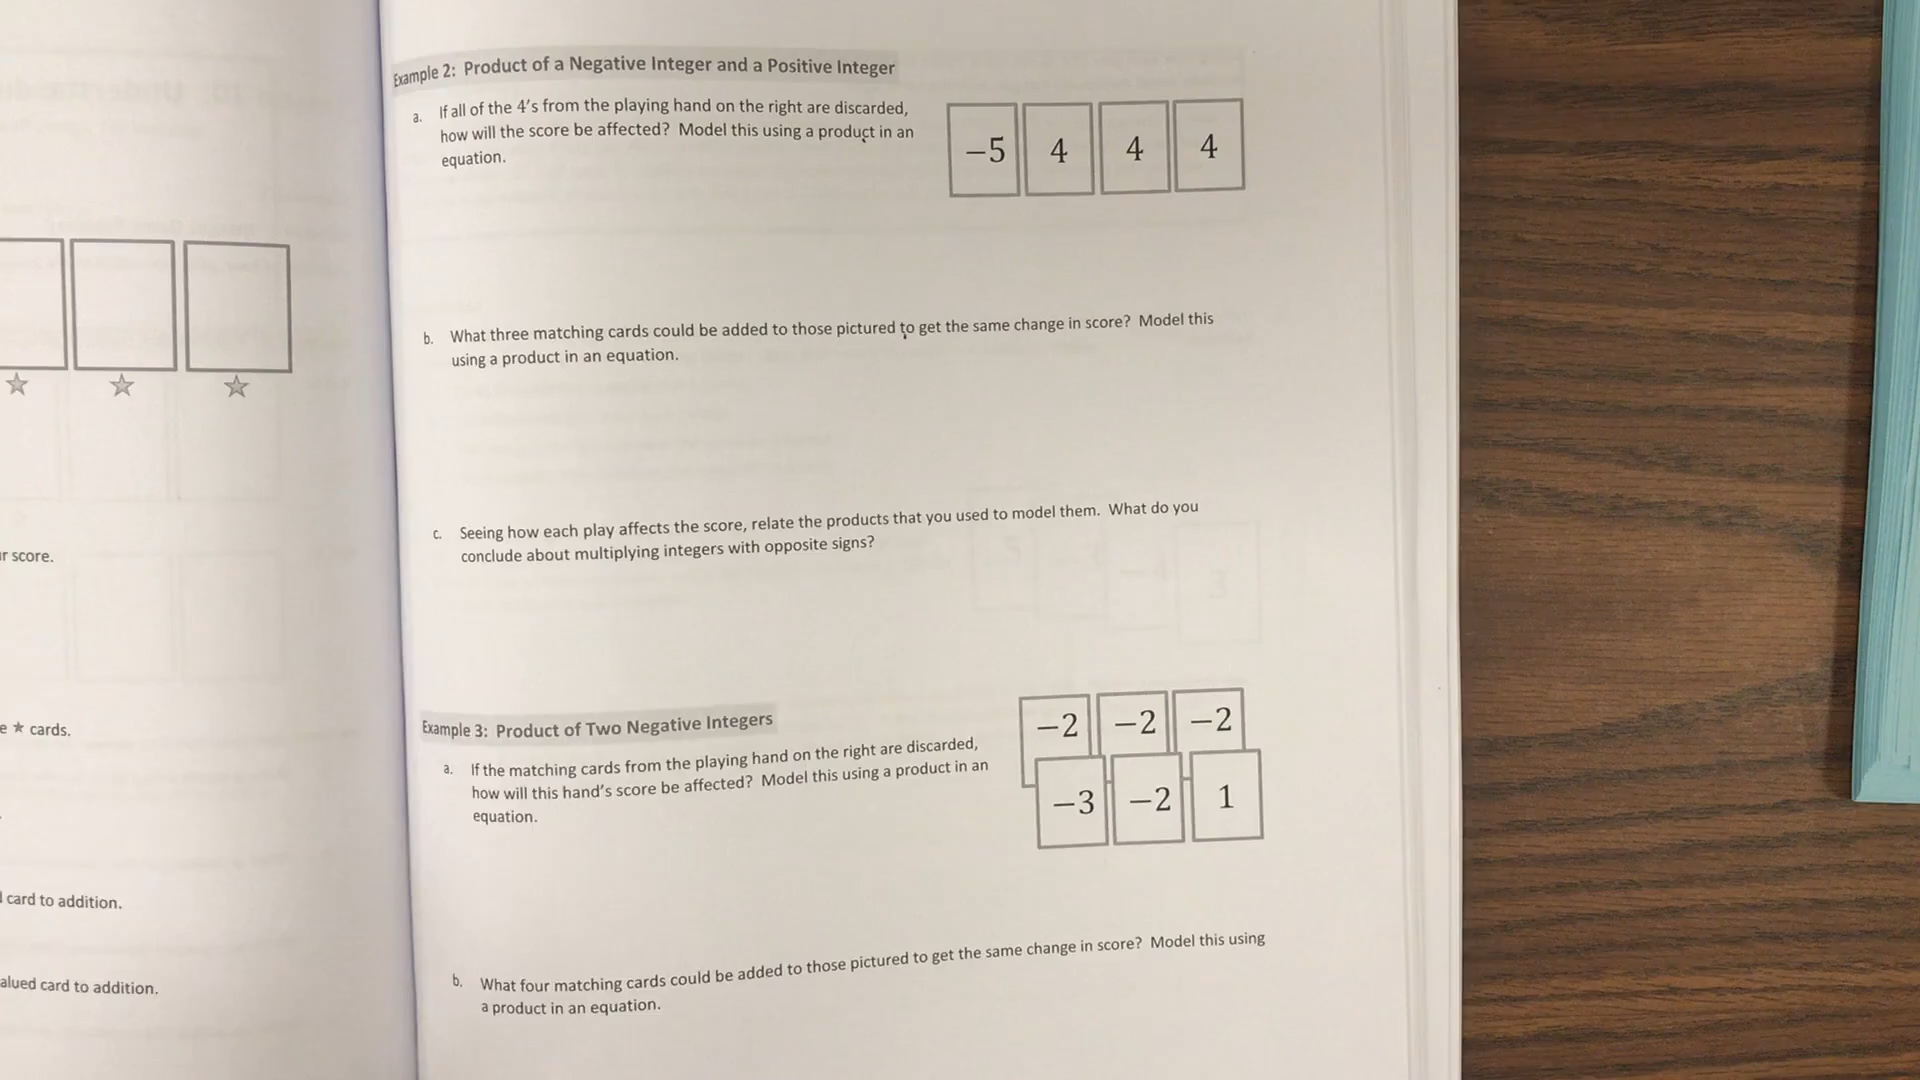 r score.
e ★ cards.
card to addition.
alued card to addition.
Example 2: Product of a Negative Integer and a Positive Integer
a. If all of the 4's from the playing hand on the right are discarded,
how will the score be affected? Model this using a product in an
equation.
−5 4 4 4
b. What three matching cards could be added to those pictured to get the same change in score? Model this
using a product in an equation.
c. Seeing how each play affects the score, relate the products that you used to model them. What do you
conclude about multiplying integers with opposite signs?
Example 3: Product of Two Negative Integers
a. If the matching cards from the playing hand on the right are discarded,
how will this hand's score be affected? Model this using a product in an
equation.
−2 −2 −2
−3 −2 1
b. What four matching cards could be added to those pictured to get the same change in score? Model this using
a product in an equation.